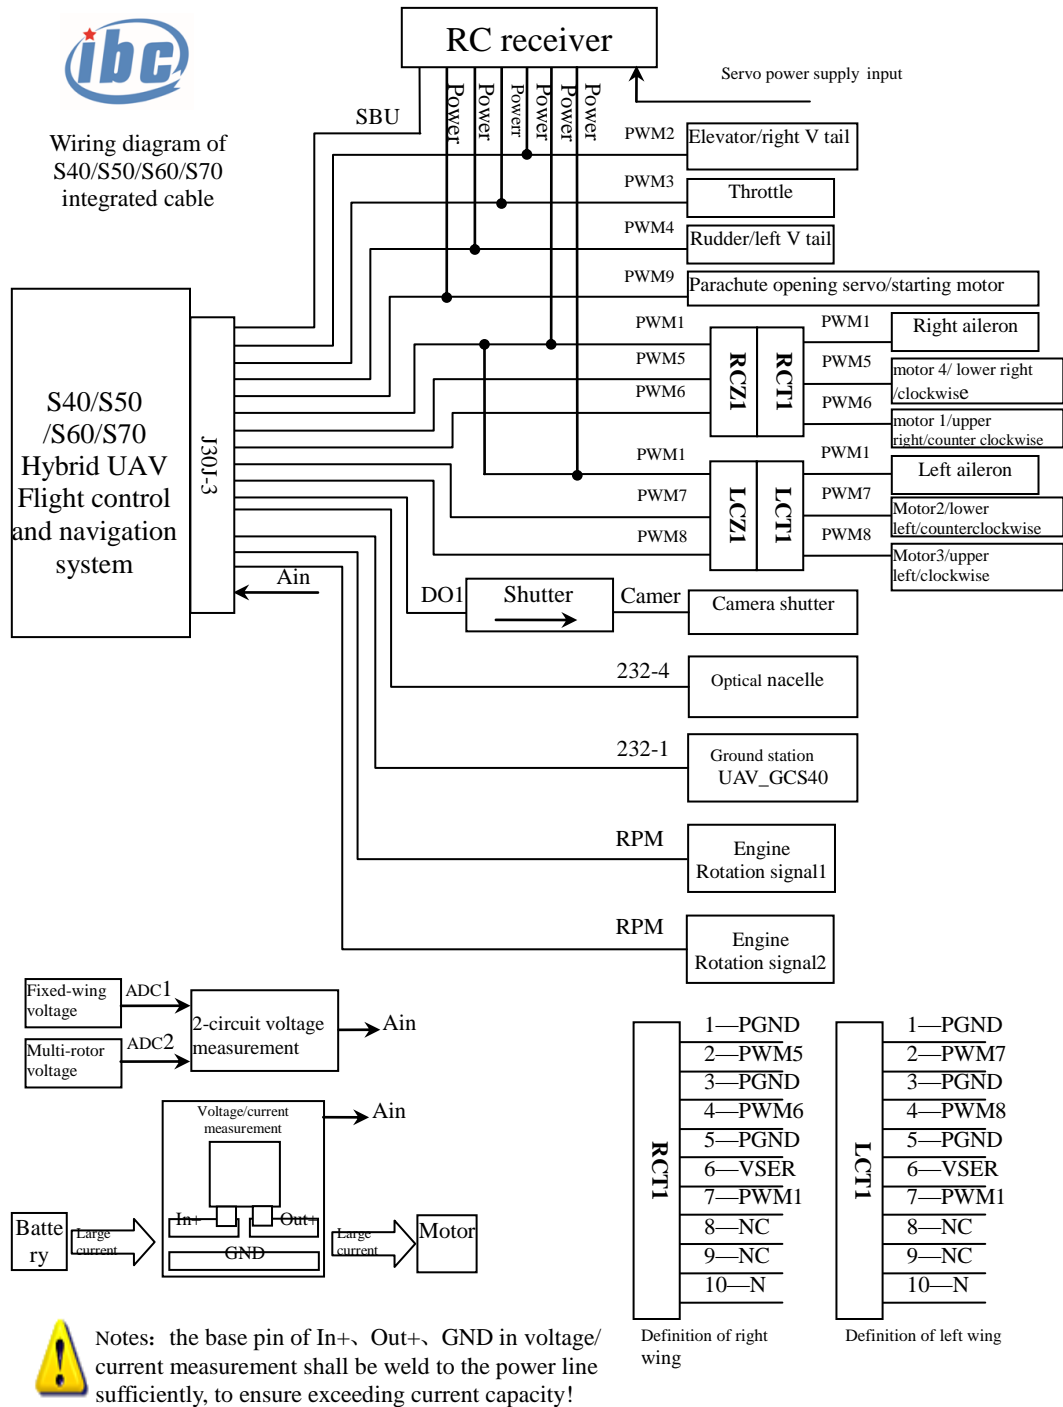 ibc
Wiring diagram of
S40/S50/S60/S70
integrated cable
RC receiver
Servo power supply input
SBU
Power
Power
Powerr
Power
Power
Power
PWM2
Elevator/right V tail
PWM3
Throttle
PWM4
Rudder/left V tail
PWM9
Parachute opening servo/starting motor
S40/S50
/S60/S70
Hybrid UAV
Flight control
and navigation
system
J30J-3
Ain
PWM1
PWM5
PWM6
RCZ1
RCT1
PWM1
Right aileron
PWM5
motor 4/ lower right
/clockwise
PWM6
motor 1/upper
right/counter clockwise
PWM1
PWM7
PWM8
LCZ1
LCT1
PWM1
Left aileron
PWM7
Motor2/lower
left/counterclockwise
PWM8
Motor3/upper
left/clockwise
DO1
Shutter
Camer
Camera shutter
232-4
Optical nacelle
232-1
Ground station
UAV_GCS40
RPM
Engine
Rotation signal1
RPM
Engine
Rotation signal2
Fixed-wing
voltage
ADC1
Multi-rotor
voltage
ADC2
2-circuit voltage
measurement
Ain
Voltage/current
measurement
Ain
In+
Out+
GND
Batte
ry
Large
current
Large
current
Motor
RCT1
1—PGND
2—PWM5
3—PGND
4—PWM6
5—PGND
6—VSER
7—PWM1
8—NC
9—NC
10—N
Definition of right
wing
LCT1
1—PGND
2—PWM7
3—PGND
4—PWM8
5—PGND
6—VSER
7—PWM1
8—NC
9—NC
10—N
Definition of left wing
Notes: the base pin of In+、Out+、GND in voltage/
current measurement shall be weld to the power line
sufficiently, to ensure exceeding current capacity!